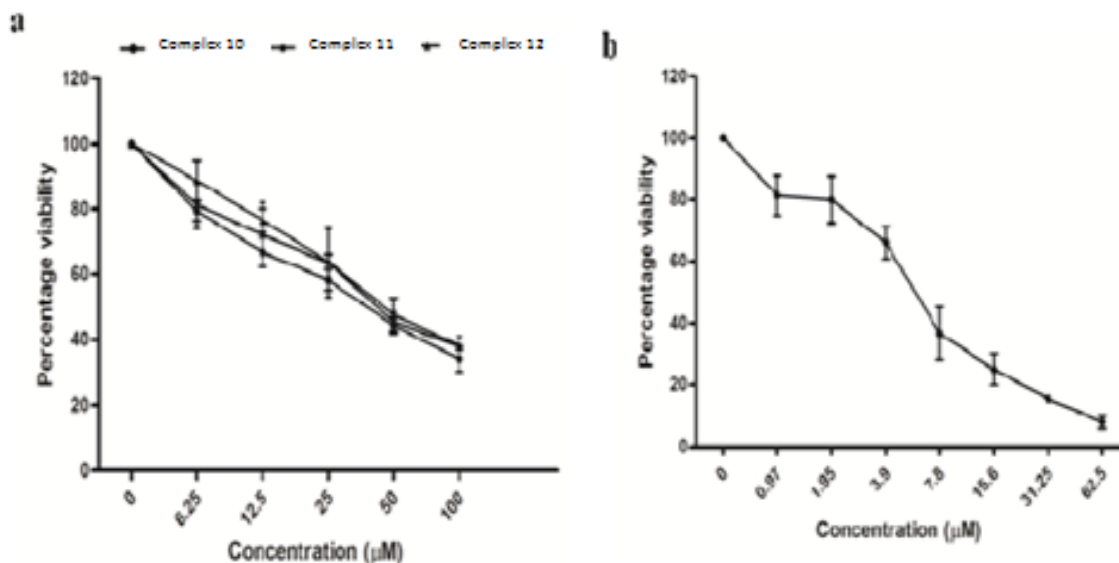 a
Complex 10 Complex 11 Complex 12
120
100
80
60
40
20
0
Percentage viability
0 6.25 12.5 25 50 100
Concentration (µM)
b
120
100
80
60
40
20
0
Percentage viability
0 0.97 1.95 3.9 7.8 15.6 31.25 62.5
Concentration (µM)